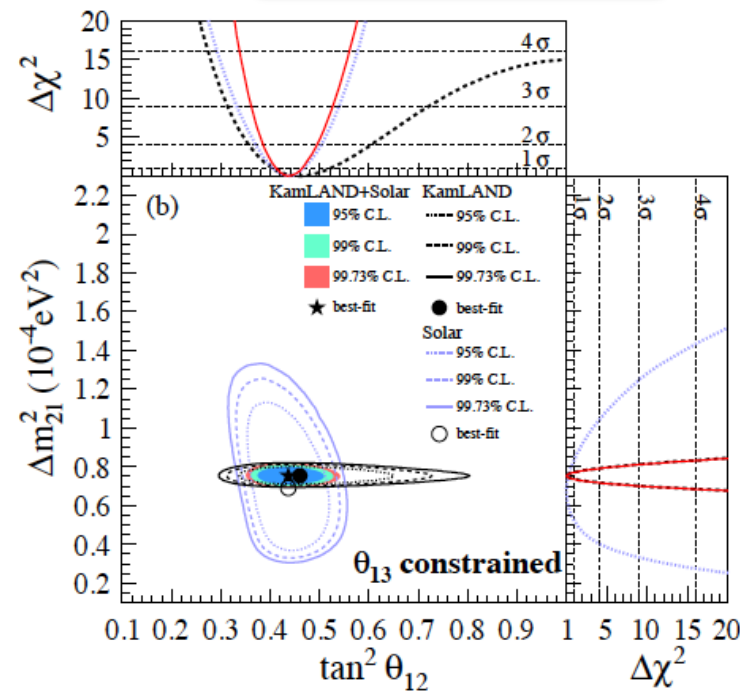 20
15
10
5
Δχ²
4σ
3σ
2σ
1σ
(b)
KamLAND+Solar
95% C.L.
99% C.L.
99.73% C.L.
best-fit
KamLAND
95% C.L.
99% C.L.
99.73% C.L.
best-fit
Solar
95% C.L.
99% C.L.
99.73% C.L.
best-fit
θ₁₃ constrained
2.2
2
1.8
1.6
1.4
1.2
1
0.8
0.6
0.4
0.2
Δm²₂₁ (10⁻⁴eV²)
0.1 0.2 0.3 0.4 0.5 0.6 0.7 0.8 0.9 1
tan² θ₁₂
1σ
2σ
3σ
4σ
5 10 15 20
Δχ²